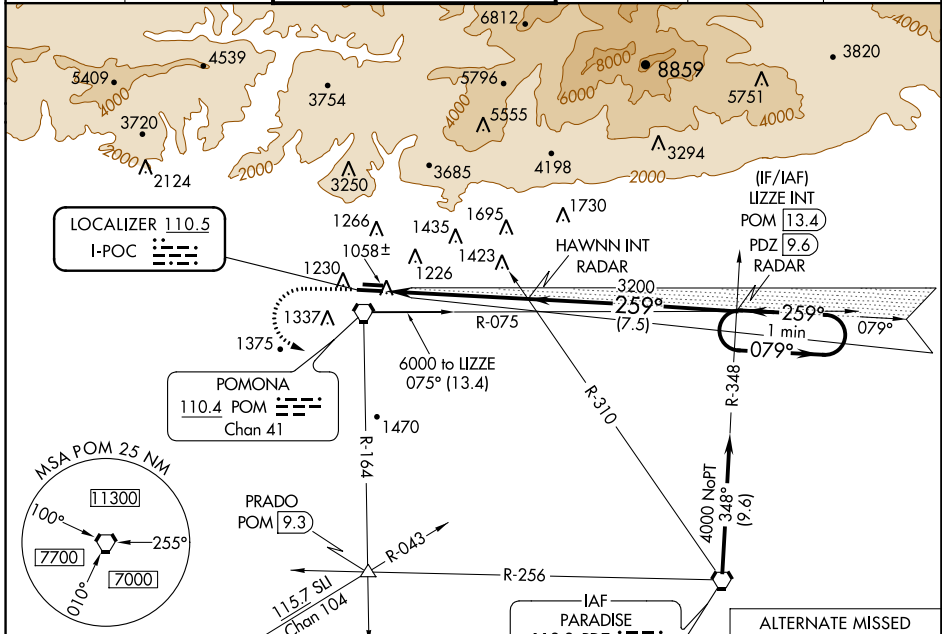 6812
4000
4539
3820
5409
8000
8859
5796
5751
4000
3754
6000
4000
5555
4000
3720
3294
2000
4198
3685
2124
2000
3250
2000
(IF/IAF)
LIZZE INT
POM 13.4
PDZ 9.6
RADAR
1730
1695
1266
1435
LOCALIZER 110.5
I-POC
1058±
1423
HAWNN INT
RADAR
1226
1230
3200
259°
259°
R-075
(7.5)
079°
1 min
079°
1337
1375
6000 to LIZZE
075° (13.4)
POMONA
110.4 POM
Chan 41
R-348
R-310
1470
R-164
MSA POM 25 NM
11300
100°
255°
7700
7000
010°
4000 NoPT
348°
(9.6)
PRADO
POM 9.3
R-043
R-256
115.7 SLI
Chan 104
IAF
PARADISE
ALTERNATE MISSED